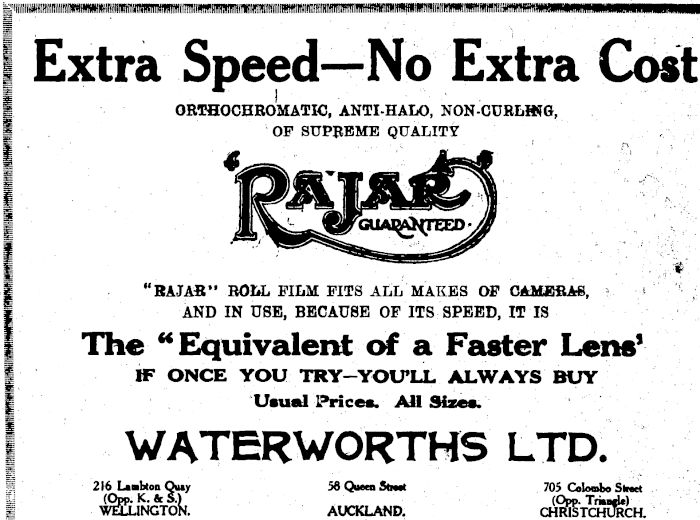 Extra Speed—No Extra Cost
ORTHOCHROMATIC, ANTI-HALO, NON-CURLING,
OF SUPREME QUALITY
"RAJAR"
GUARANTEED
"RAJAR" ROLL FILM FITS ALL MAKES OF CAMERAS,
AND IN USE, BECAUSE OF ITS SPEED, IT IS
The "Equivalent of a Faster Lens'
IF ONCE YOU TRY—YOU'LL ALWAYS BUY
Usual Prices. All Sizes.
WATERWORTHS LTD.
216 Lambton Quay
(Opp. K. & S.)
WELLINGTON.
58 Queen Street
AUCKLAND.
705 Colombo Street
(Opp. Triangle)
CHRISTCHURCH.